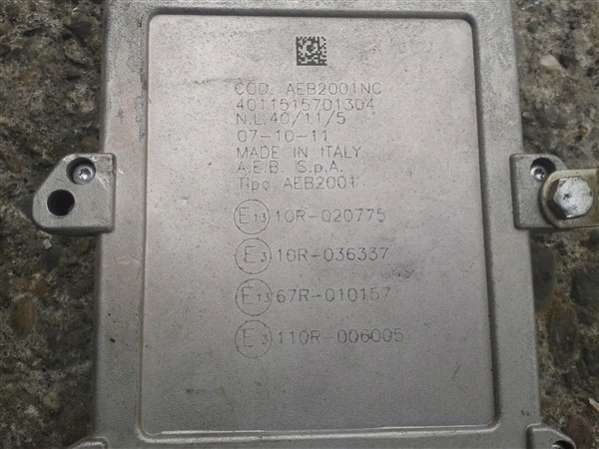 COD. AEB2001NC
4011515701304
N.L.40/11/5
07-10-11
MADE IN ITALY
A.E.B. S.p.A.
Tipo AEB2001
E13 10R-020775
E3 10R-036337
E13 67R-010157
E3 110R-006005